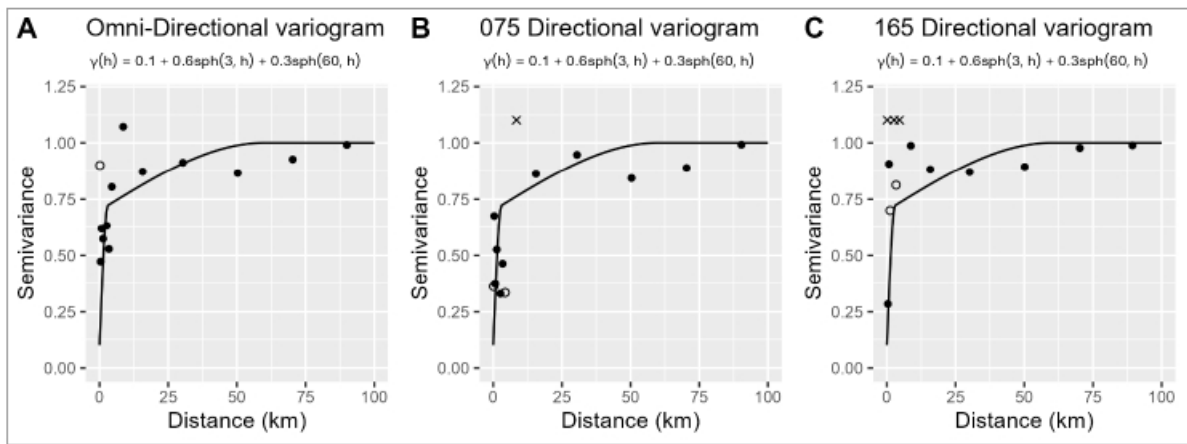 A Omni-Directional variogram
γ(h) = 0.1 + 0.6sph(3, h) + 0.3sph(60, h)
1.25
1.00
0.75
0.50
0.25
0.00
Semivariance
0 25 50 75 100
Distance (km)
B 075 Directional variogram
γ(h) = 0.1 + 0.6sph(3, h) + 0.3sph(60, h)
1.25
1.00
0.75
0.50
0.25
0.00
Semivariance
0 25 50 75 100
Distance (km)
C 165 Directional variogram
γ(h) = 0.1 + 0.6sph(3, h) + 0.3sph(60, h)
1.25
1.00
0.75
0.50
0.25
0.00
Semivariance
0 25 50 75 100
Distance (km)